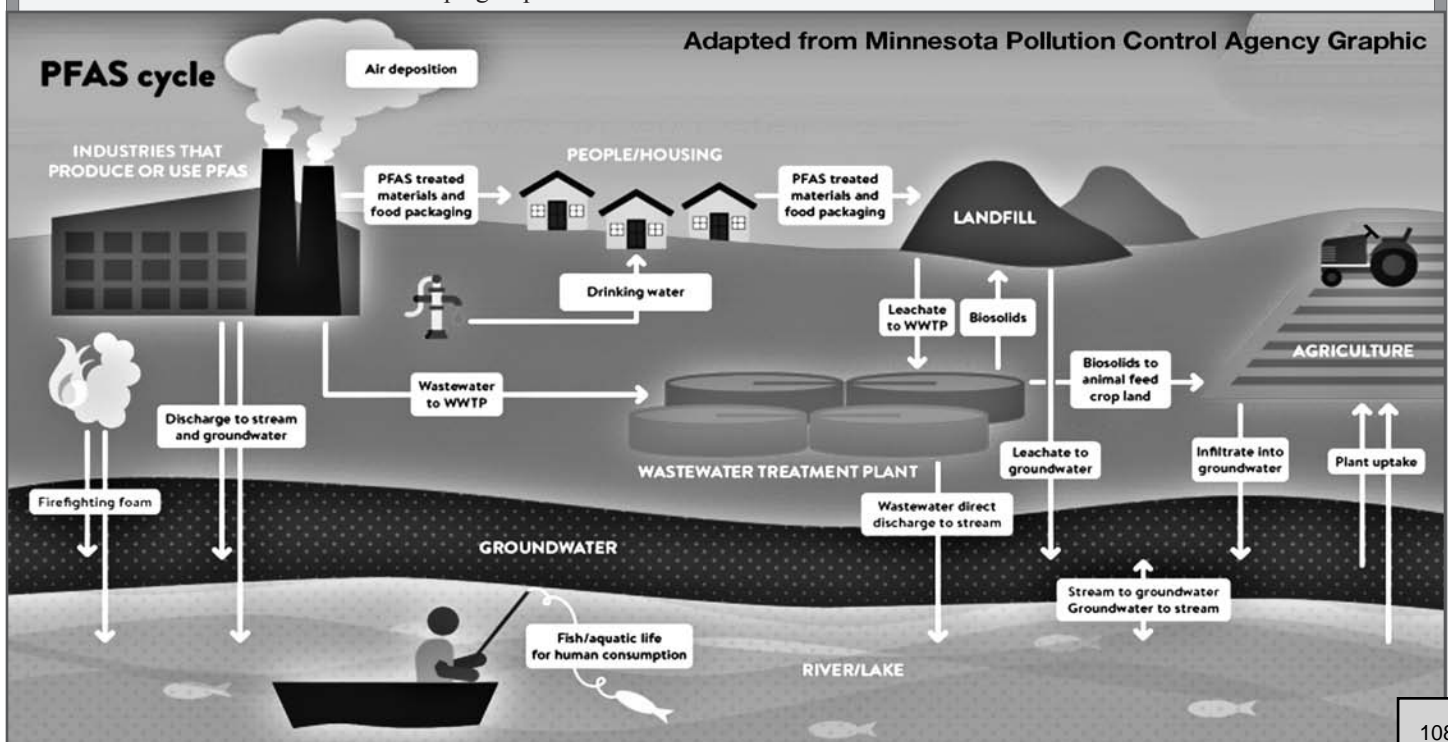 Adapted from Minnesota Pollution Control Agency Graphic
PFAS cycle
Air deposition
INDUSTRIES THAT
PRODUCE OR USE PFAS
PEOPLE/HOUSING
PFAS treated
materials and
food packaging
PFAS treated
materials and
food packaging
LANDFILL
Drinking water
Leachate
to WWTP
Biosolids
AGRICULTURE
Biosolids to
animal feed
crop land
Wastewater
to WWTP
Discharge to stream
and groundwater
WASTEWATER TREATMENT PLANT
Leachate to
groundwater
Infiltrate into
groundwater
Plant uptake
Firefighting foam
Wastewater direct
discharge to stream
GROUNDWATER
Stream to groundwater
Groundwater to stream
Fish/aquatic life
for human consumption
RIVER/LAKE